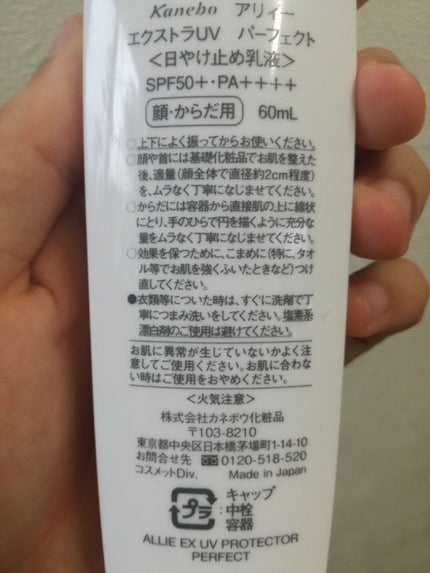 Kanebo アリィー
エクストラUV パーフェクト
<日やけ止め乳液>
SPF50+・PA++++
顔・からだ用 60mL
○上下によく振ってからお使いください。
○顔や首には基礎化粧品でお肌を整えた
後、適量(顔全体で直径約2cm程度)
を、ムラなく丁寧になじませてください。
○からだには容器から直接肌の上に線状
にとり、手のひらで円を描くように充分な
量をムラなく丁寧になじませてください。
○効果を保つために、こまめに(特に、タオ
ル等でお肌を強くふいたときなど)つけ
直してください。
●衣類等についた時は、すぐに洗剤で丁
寧につまみ洗いをしてください。塩素系
漂白剤のご使用は避けてください。
お肌に異常が生じていないかよく注
意してご使用ください。お肌に合わな
い時はご使用をおやめください。
<火気注意>
株式会社カネボウ化粧品
〒103-8210
東京都中央区日本橋茅場町1-14-10
お問合せ先 0120-518-520
コスメットDiv. Made in Japan
プラ
キャップ
:中栓
容器
ALLIE EX UV PROTECTOR
PERFECT